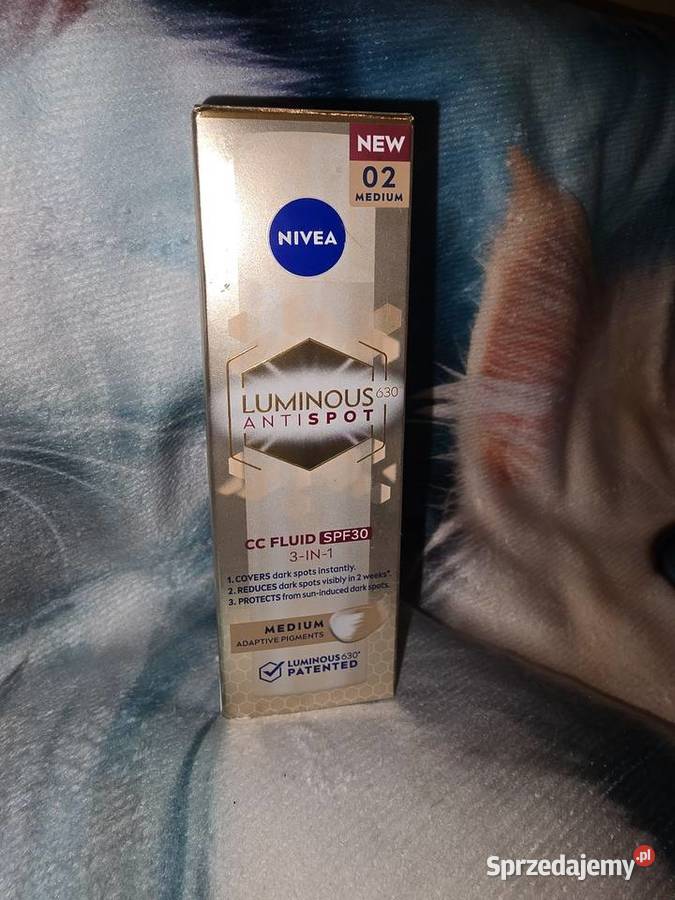 NEW
02
MEDIUM
NIVEA
LUMINOUS630
ANTISPOT
CC FLUID SPF30
3-IN-1
1. COVERS dark spots instantly.
2. REDUCES dark spots visibly in 2 weeks*.
3. PROTECTS from sun-induced dark spots.
MEDIUM
ADAPTIVE PIGMENTS
LUMINOUS630®
PATENTED
Sprzedajemy.pl